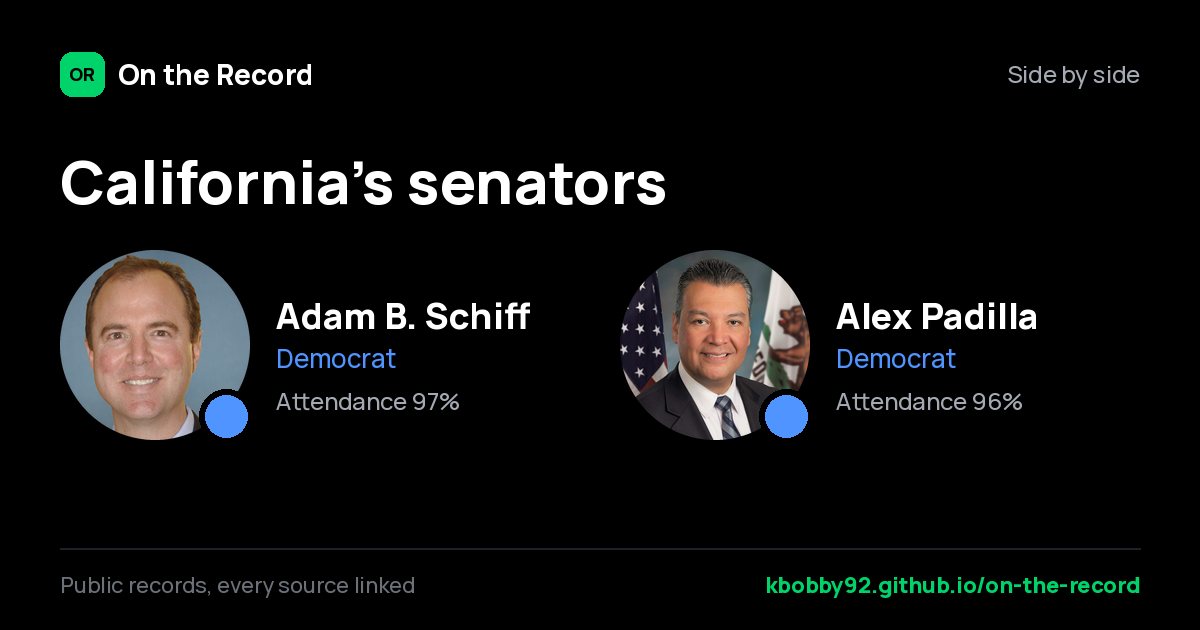 OR On the Record
Side by side
California’s senators
Adam B. Schiff
Democrat
Attendance 97%
Alex Padilla
Democrat
Attendance 96%
Public records, every source linked
kbobby92.github.io/on-the-record